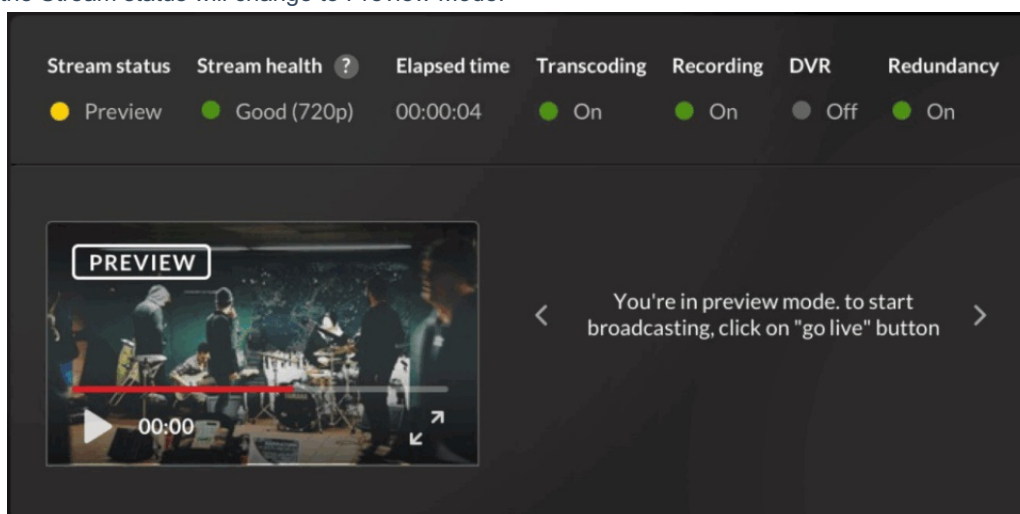 the Stream status will change to Preview Mode.
Stream status Stream health ? Elapsed time Transcoding Recording DVR Redundancy
Preview Good (720p) 00:00:04 On On Off On
PREVIEW
You're in preview mode. to start
broadcasting, click on "go live" button
00:00